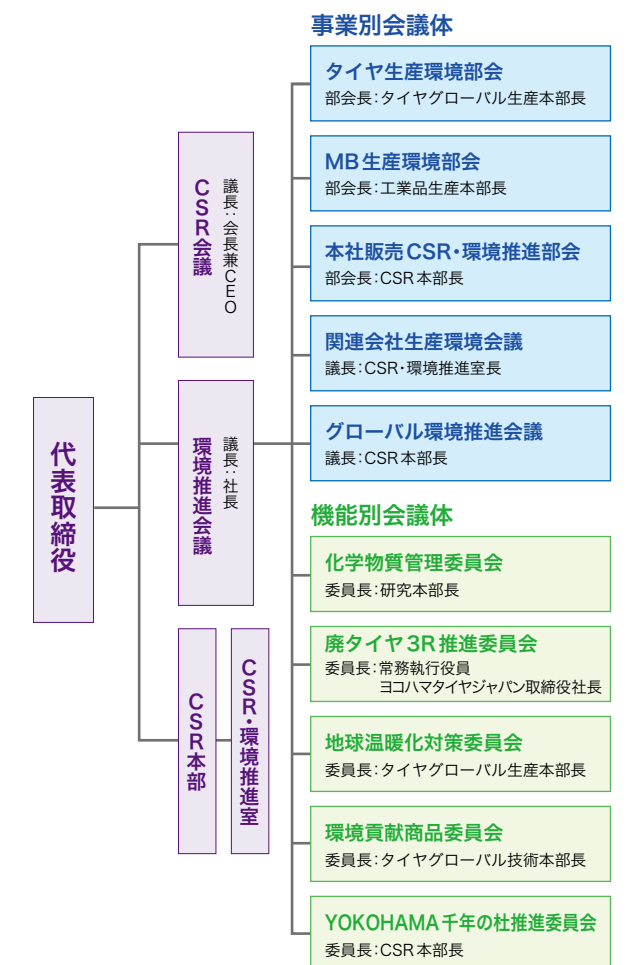 代表取締役
CSR会議
議長：会長兼CEO
環境推進会議
議長：社長
CSR本部
CSR・環境推進室
事業別会議体
タイヤ生産環境部会
部会長：タイヤグローバル生産本部長
MB生産環境部会
部会長：工業品生産本部長
本社販売CSR・環境推進部会
部会長：CSR本部長
関連会社生産環境会議
議長：CSR・環境推進室長
グローバル環境推進会議
議長：CSR本部長
機能別会議体
化学物質管理委員会
委員長：研究本部長
廃タイヤ3R推進委員会
委員長：常務執行役員
ヨコハマタイヤジャパン取締役社長
地球温暖化対策委員会
委員長：タイヤグローバル生産本部長
環境貢献商品委員会
委員長：タイヤグローバル技術本部長
YOKOHAMA千年の杜推進委員会
委員長：CSR本部長